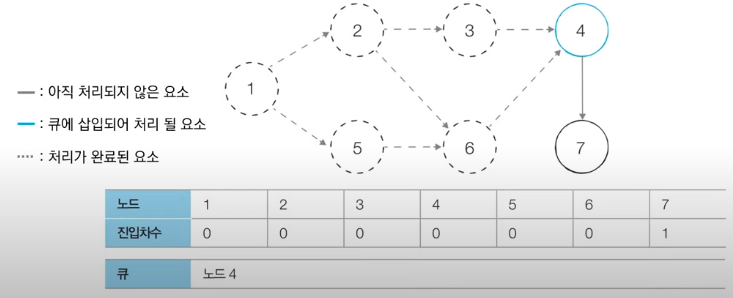 2
3
4
1
: 아직 처리되지 않은 요소
: 큐에 삽입되어 처리 될 요소
: 처리가 완료된 요소
5
6
7
노드 1 2 3 4 5 6 7
진입차수 0 0 0 0 0 0 1
큐 노드 4